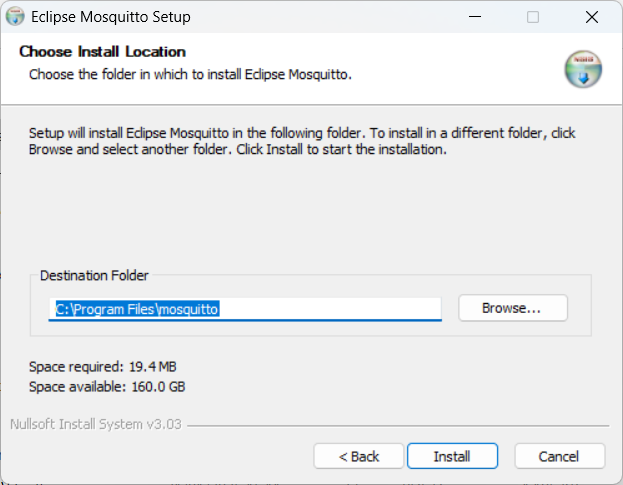 Eclipse Mosquitto Setup
Choose Install Location
Choose the folder in which to install Eclipse Mosquitto.
Setup will install Eclipse Mosquitto in the following folder. To install in a different folder, click
Browse and select another folder. Click Install to start the installation.
Destination Folder
C:\Program Files\mosquitto
Browse...
Space required: 19.4 MB
Space available: 160.0 GB
Nullsoft Install System v3.03
< Back
Install
Cancel